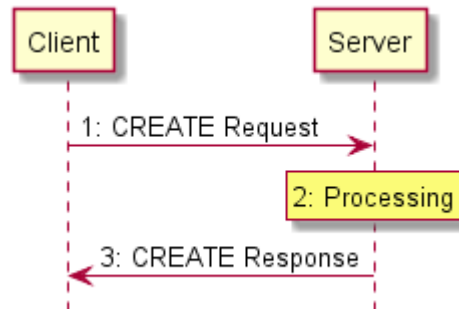 Client
Server
1: CREATE Request
2: Processing
3: CREATE Response